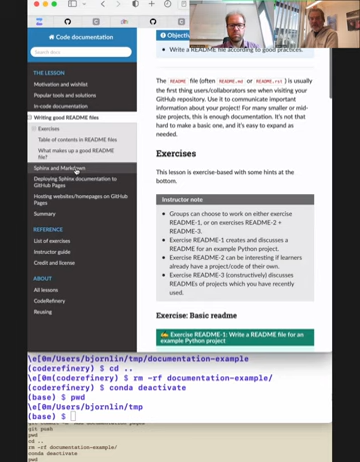 Code documentation
Search docs
THE LESSON
Motivation and wishlist
Popular tools and solutions
In-code documentation
Writing good README files
Exercises
Table of contents in README files
What makes up a good README
file?
Sphinx and Markdown
Deploying Sphinx documentation to
GitHub Pages
Hosting websites/homepages on GitHub
Pages
Summary
REFERENCE
List of exercises
Instructor guide
Credit and license
ABOUT
All lessons
CodeRefinery
Reusing
Objectiv
Write a README file according to good practices.
The README file (often README.md or README.rst) is usually
the first thing users/collaborators see when visiting your
GitHub repository. Use it to communicate important
information about your project! For many smaller or mid-
size projects, this is enough documentation. It's not that
hard to make a basic one, and it's easy to expand as
needed.
Exercises
This lesson is exercise-based with some hints at the
bottom.
Instructor note
Groups can choose to work on either exercise
README-1, or on exercises README-2 +
README-3.
Exercise README-1 creates and discusses a
README for an example Python project.
Exercise README-2 can be interesting if learners
already have a project/code of their own.
Exercise README-3 (constructively) discusses
READMEs of projects which you have recently
used.
Exercise: Basic readme
Exercise README-1: Write a README file for an
example Python project
\e[0m/Users/bjornlin/tmp/documentation-example
(coderefinery) $ cd ..
\e[0m(coderefinery) $ rm -rf documentation-example/
(coderefinery) $ conda deactivate
(base) $ pwd
\e[0m/Users/bjornlin/tmp
(base) $
git push
pwd
cd ..
rm -rf documentation-example/
conda deactivate
pwd